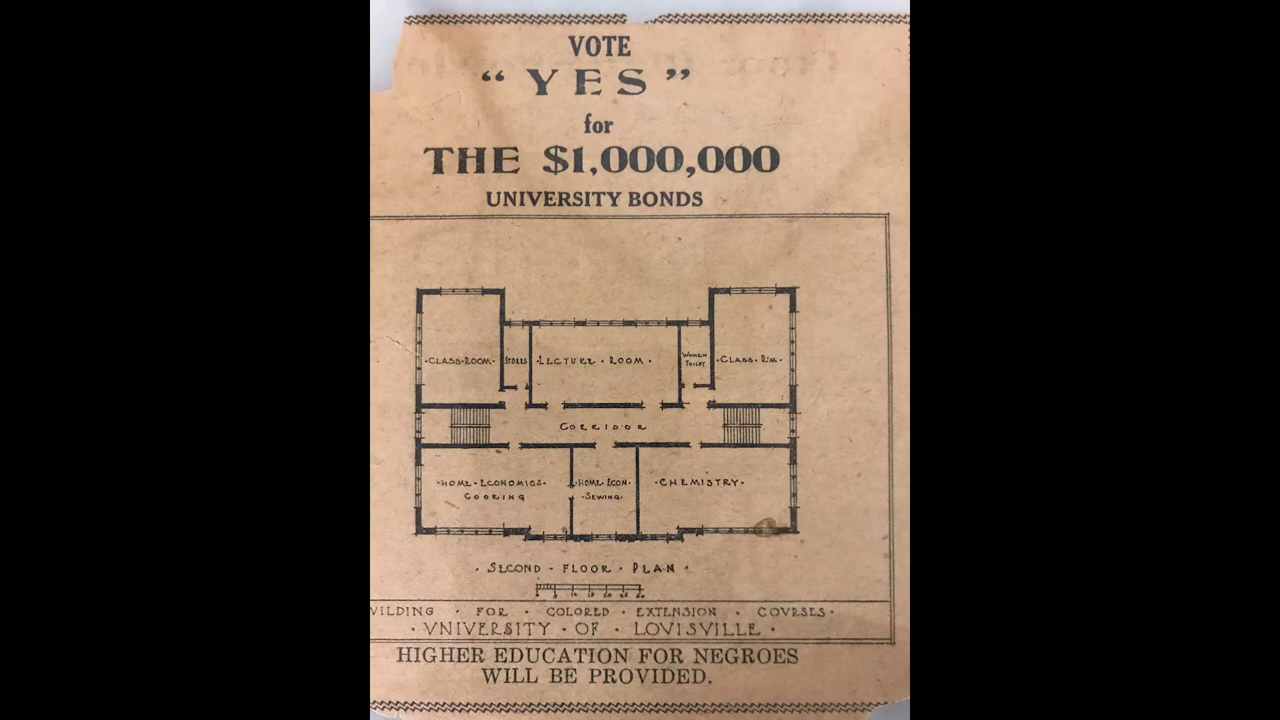 VOTE
“YES”
for
THE $1,000,000
UNIVERSITY BONDS
·CLASS·ROOM·
STORES
·LECTURE·ROOM·
WOMEN
TOILET
·CLASS·R'M·
CORRIDOR
·HOME·ECONOMICS·
COOKING
·HOME·ECON·
·SEWING·
·CHEMISTRY·
·SECOND-FLOOR·PLAN·
VILDING · FOR · COLORED · EXTENSION · COVRSES·
·VNIVERSITY·OF·LOVISVILLE·
HIGHER EDUCATION FOR NEGROES
WILL BE PROVIDED.